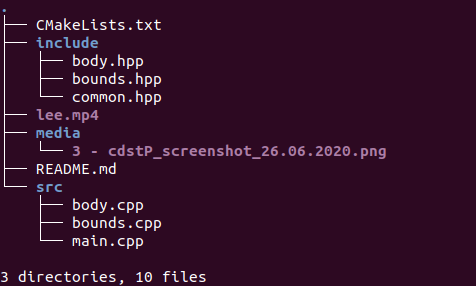 .
├── CMakeLists.txt
├── include
│   ├── body.hpp
│   ├── bounds.hpp
│   └── common.hpp
├── lee.mp4
├── media
│   └── 3 - cdstP_screenshot_26.06.2020.png
├── README.md
└── src
    ├── body.cpp
    ├── bounds.cpp
    └── main.cpp

3 directories, 10 files